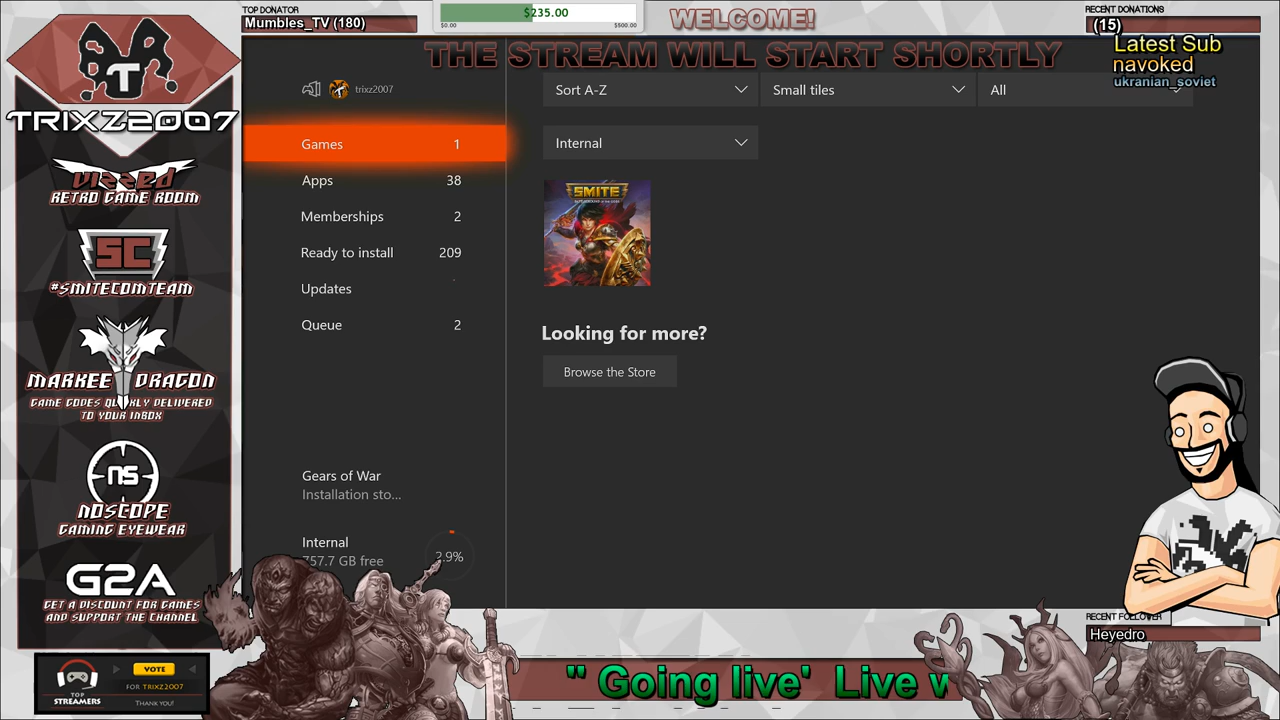 TOP DONATOR
Mumbles_TV (180)
$235.00
$0.00
$500.00
WELCOME!
THE STREAM WILL START SHORTLY
RECENT DONATIONS
(15)
Latest Sub
navoked
ukranian_soviet
T
TRIXZ2007
VIZZED
RETRO GAME ROOM
SC
#SMITECOMTEAM
MARKEE DRAGON
GAME CODES QUICKLY DELIVERED
TO YOUR INBOX
NS
NOSCOPE
GAMING EYEWEAR
G2A
GET A DISCOUNT FOR GAMES
AND SUPPORT THE CHANNEL
TOP
STREAMERS
VOTE
FOR TRIXZ2007
THANK YOU!
trixz2007
Games 1
Apps 38
Memberships 2
Ready to install 209
Updates
Queue 2
Gears of War
Installation sto...
Internal
757.7 GB free
2.9%
Sort A-Z
Small tiles
All
Internal
SMITE
Looking for more?
Browse the Store
RECENT FOLLOWER
Heyedro
" Going live' Live